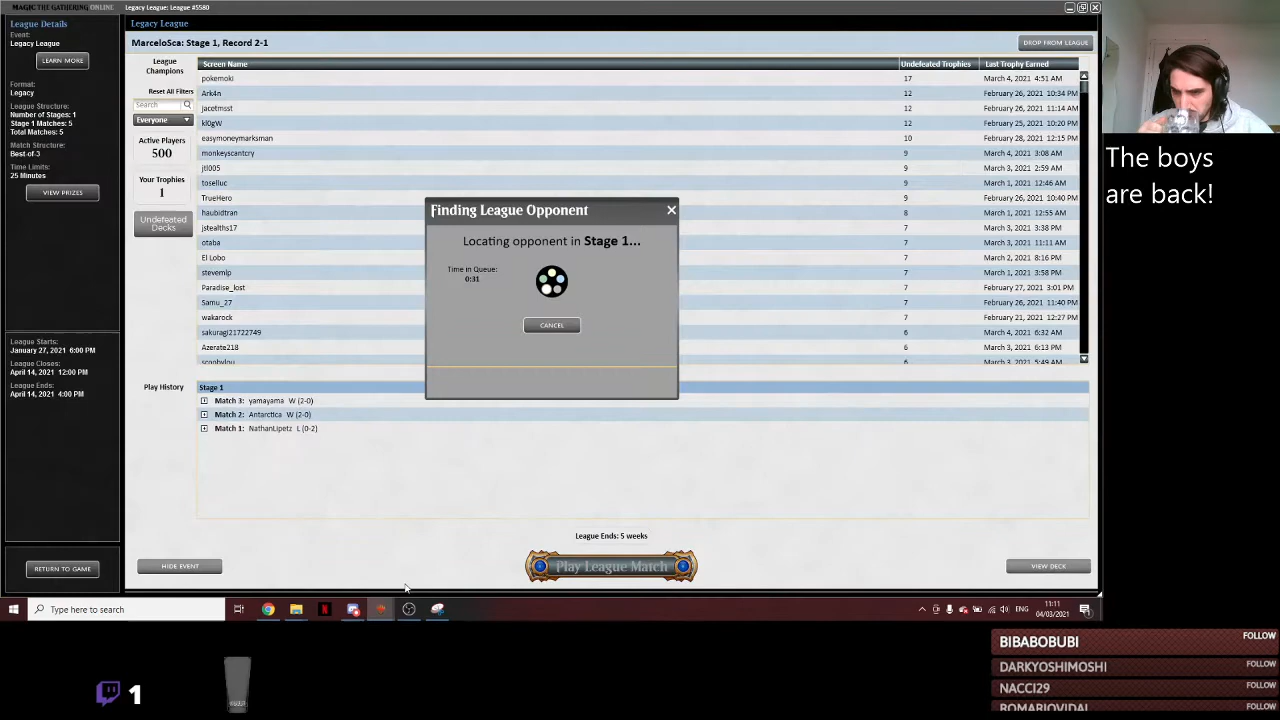 MAGIC THE GATHERING ONLINE
Legacy League: League #5580
League Details
Event:
Legacy League
LEARN MORE
Format:
Legacy
League Structure:
Number of Stages: 1
Stage 1 Matches: 5
Total Matches: 5
Match Structure:
Best-of-3
Time Limits:
25 Minutes
VIEW PRIZES
League Starts:
January 27, 2021 6:00 PM
League Closes:
April 14, 2021 12:00 PM
League Ends:
April 14, 2021 4:00 PM
RETURN TO GAME
Legacy League
MarceloSca: Stage 1, Record 2-1
DROP FROM LEAGUE
League Champions
Reset All Filters
Search
Everyone
Active Players
500
Your Trophies
1
Undefeated Decks
Screen Name Undefeated Trophies Last Trophy Earned
pokemoki 17 March 4, 2021 4:51 AM
Ark4n 12 February 26, 2021 10:34 PM
jacetmsst 12 February 26, 2021 11:14 AM
kl0gW 12 February 25, 2021 10:20 PM
easymoneymarksman 10 February 28, 2021 12:15 PM
monkeyscantcry 9 March 4, 2021 3:08 AM
jtl005 9 March 3, 2021 2:59 AM
toselluc 9 March 1, 2021 12:46 AM
TrueHero 9 February 26, 2021 10:40 PM
haubidtran 8 March 1, 2021 12:55 AM
jstealths17 7 March 3, 2021 3:38 PM
otaba 7 March 3, 2021 11:11 AM
El Lobo 7 March 2, 2021 8:16 PM
stevemlp 7 March 1, 2021 3:58 PM
Paradise_lost 7 February 27, 2021 3:01 PM
Samu_27 7 February 26, 2021 11:40 PM
wakarock 7 February 21, 2021 12:27 PM
sakuragi21722749 6 March 4, 2021 6:32 AM
Azerate218 6 March 3, 2021 6:13 PM
scoobylou 6 March 3, 2021 5:49 AM
Finding League Opponent
Locating opponent in Stage 1...
Time in Queue:
0:31
CANCEL
Play History
Stage 1
Match 3: yamayama W (2-0)
Match 2: Antarctica W (2-0)
Match 1: NathanLipetz L (0-2)
League Ends: 5 weeks
HIDE EVENT
Play League Match
VIEW DECK
Type here to search
ENG
11:11
04/03/2021
The boys
are back!
1
BIBABOBUBI FOLLOW
DARKYOSHIMOSHI FOLLOW
NACCI29 FOLLOW
ROMARIOVIDAL FOLLOW